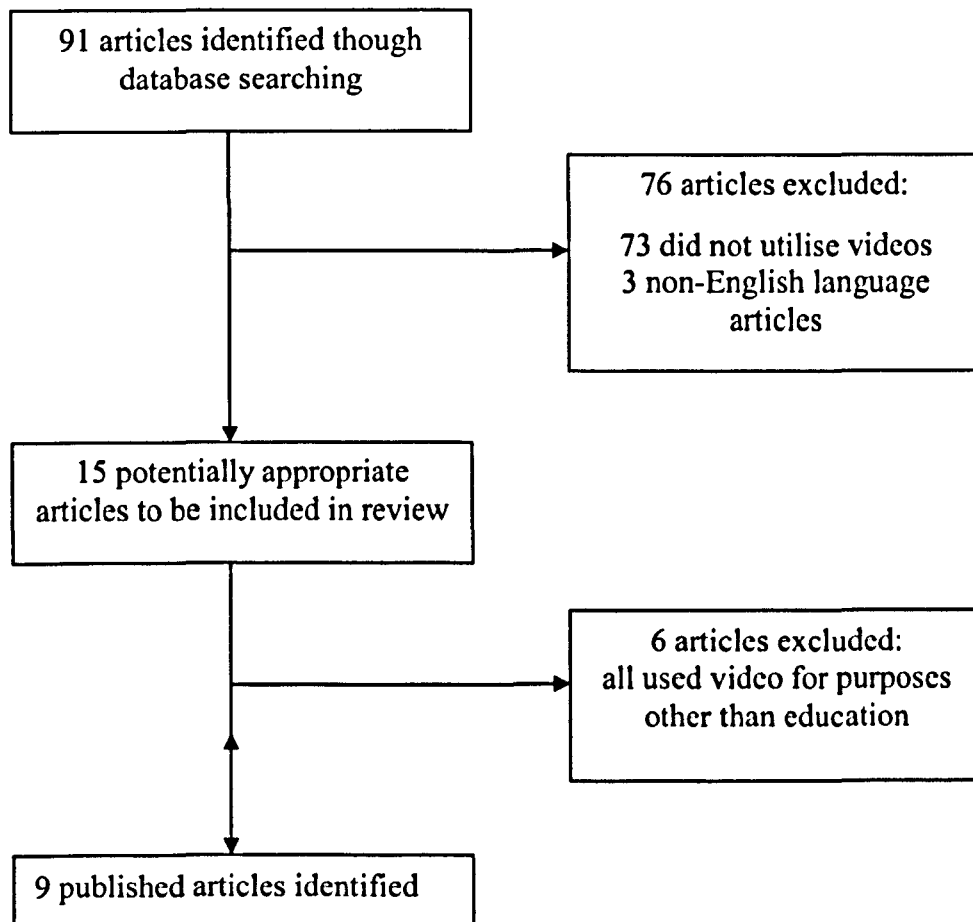 91 articles identified though
database searching
76 articles excluded:
73 did not utilise videos
3 non-English language
articles
15 potentially appropriate
articles to be included in review
6 articles excluded:
all used video for purposes
other than education
9 published articles identified